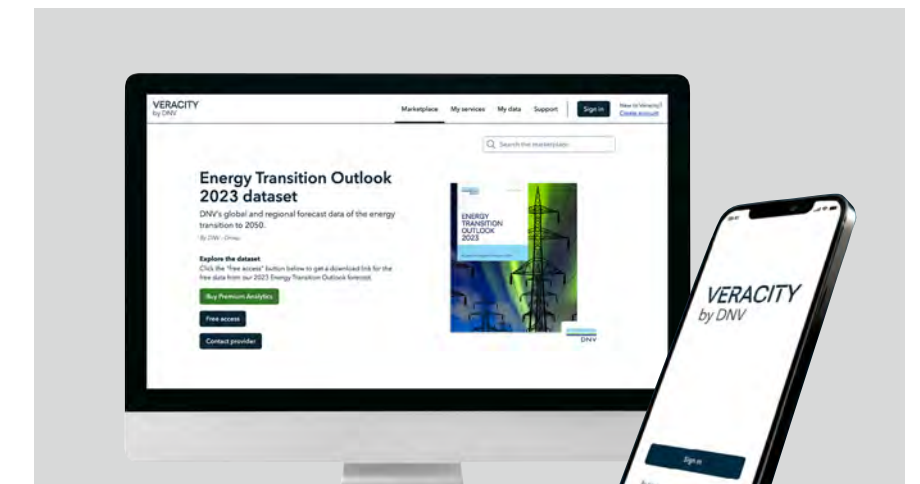 VERACITY
by DNV
Marketplace My services My data Support Sign in
New to Veracity?
Create account
Search the marketplace
Energy Transition Outlook
2023 dataset
DNV's global and regional forecast data of the energy
transition to 2050.
By DNV -
Explore the dataset
Click the "free access" button below to get a download link for the
free data from our 2023 Energy Transition Outlook forecast.
Buy Premium Analytics
Free access
Contact provider
ENERGY
TRANSITION
OUTLOOK
2023
DNV
VERACITY
by DNV
Sign in